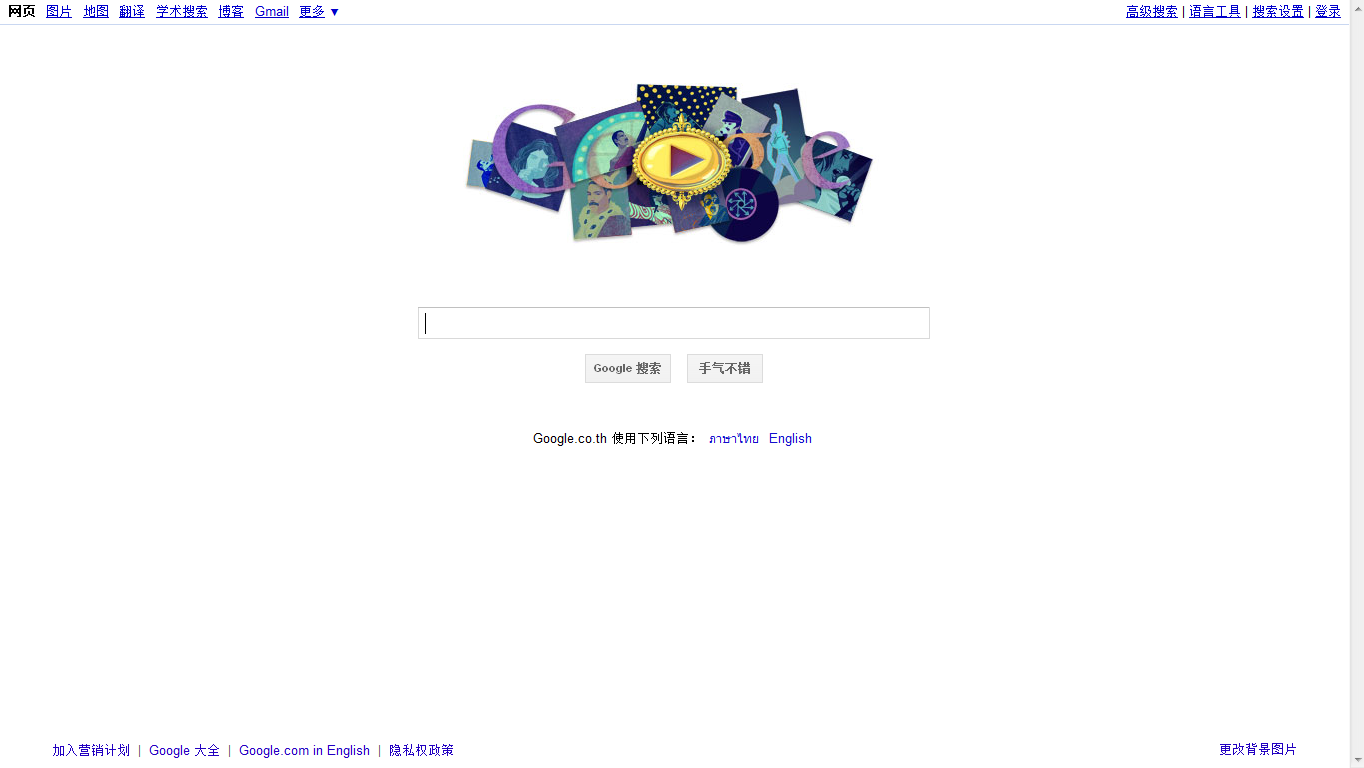 网页 图片 地图 翻译 学术搜索 博客 Gmail 更多 ▼ 高级搜索 | 语言工具 | 搜索设置 | 登录
Google
Google 搜索 手气不错
Google.co.th 使用下列语言： ภาษาไทย English
加入营销计划 | Google 大全 | Google.com in English | 隐私权政策 更改背景图片